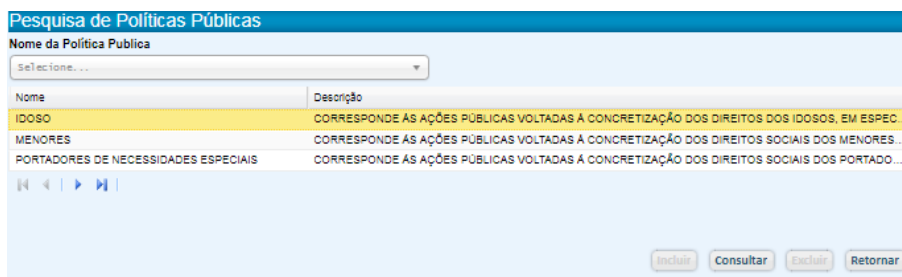 Pesquisa de Políticas Públicas
Nome da Política Publica
Selecione...
Nome Descrição
IDOSO CORRESPONDE ÀS AÇÕES PÚBLICAS VOLTADAS À CONCRETIZAÇÃO DOS DIREITOS DOS IDOSOS, EM ESPEC...
MENORES CORRESPONDE ÀS AÇÕES PÚBLICAS VOLTADAS À CONCRETIZAÇÃO DOS DIREITOS SOCIAIS DOS MENORES...
PORTADORES DE NECESSIDADES ESPECIAIS CORRESPONDE ÀS AÇÕES PÚBLICAS VOLTADAS À CONCRETIZAÇÃO DOS DIREITOS SOCIAIS DOS PORTADO...
Incluir Consultar Excluir Retornar